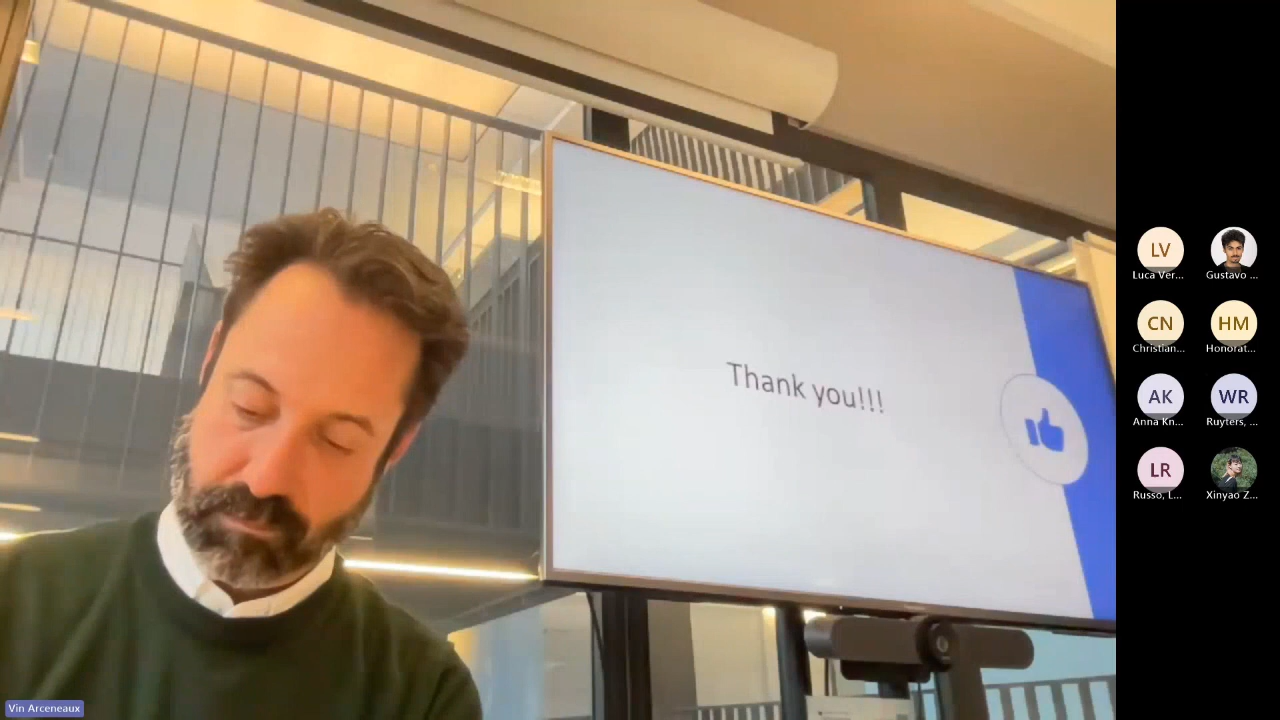 Thank you!!!
LV
Luca Ver...
Gustavo ...
CN
Christian...
HM
Honorat...
AK
Anna Kn...
WR
Ruyters, ...
LR
Russo, L...
Xinyao Z...
Vin Arceneaux